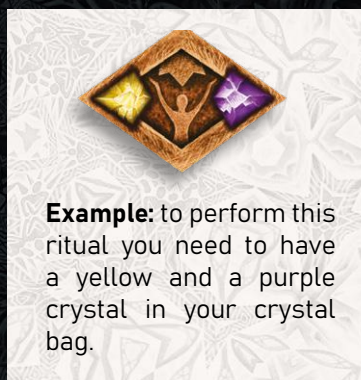 Example: to perform this
ritual you need to have
a yellow and a purple
crystal in your crystal
bag.